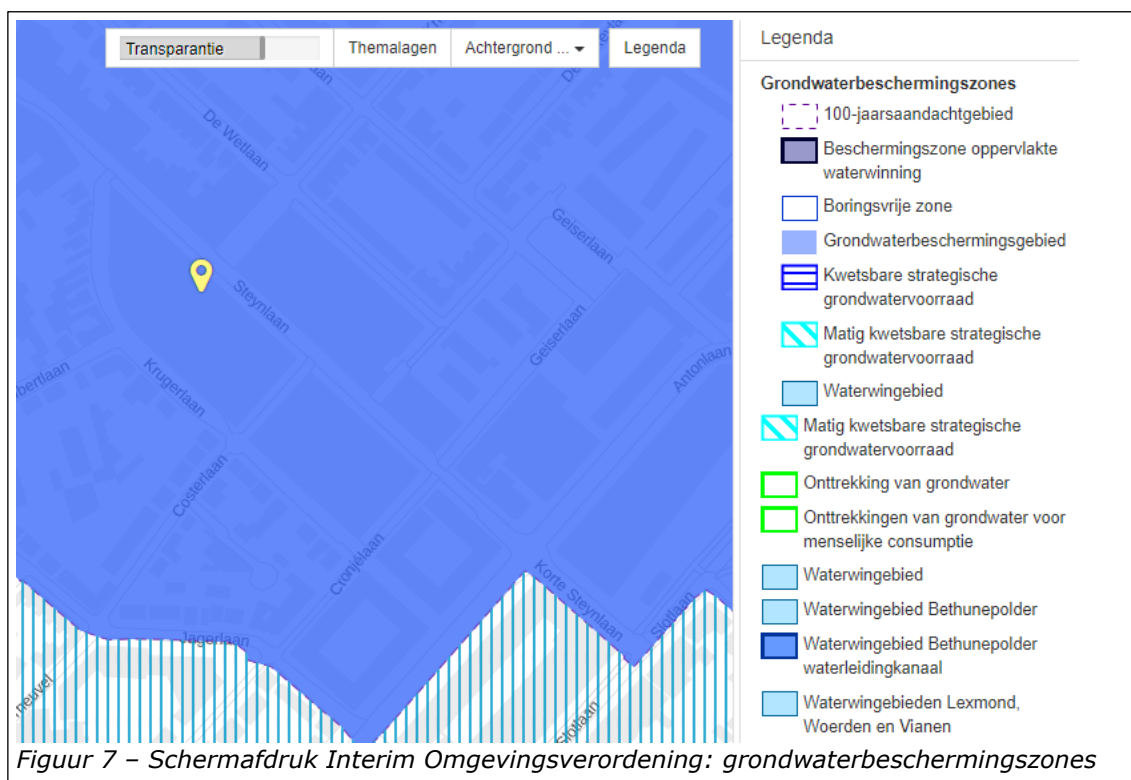 Transparantie
Themalagen
Achtergrond ...
Legenda
De Wetlaan
Geiserlaan
Steynlaan
Geiserlaan
Antonlaan
Krugerlaan
Costerlaan
Cronjélaan
Korte Steynlaan
Slotlaan
Jagerlaan
Slotlaan
Legenda
Grondwaterbeschermingszones
100-jaarsaandachtgebied
Beschermingszone oppervlakte
waterwinning
Boringsvrije zone
Grondwaterbeschermingsgebied
Kwetsbare strategische
grondwatervoorraad
Matig kwetsbare strategische
grondwatervoorraad
Waterwingebied
Matig kwetsbare strategische
grondwatervoorraad
Onttrekking van grondwater
Onttrekkingen van grondwater voor
menselijke consumptie
Waterwingebied
Waterwingebied Bethunepolder
Waterwingebied Bethunepolder
waterleidingkanaal
Waterwingebieden Lexmond,
Woerden en Vianen
Figuur 7 – Schermafdruk Interim Omgevingsverordening: grondwaterbeschermingszones